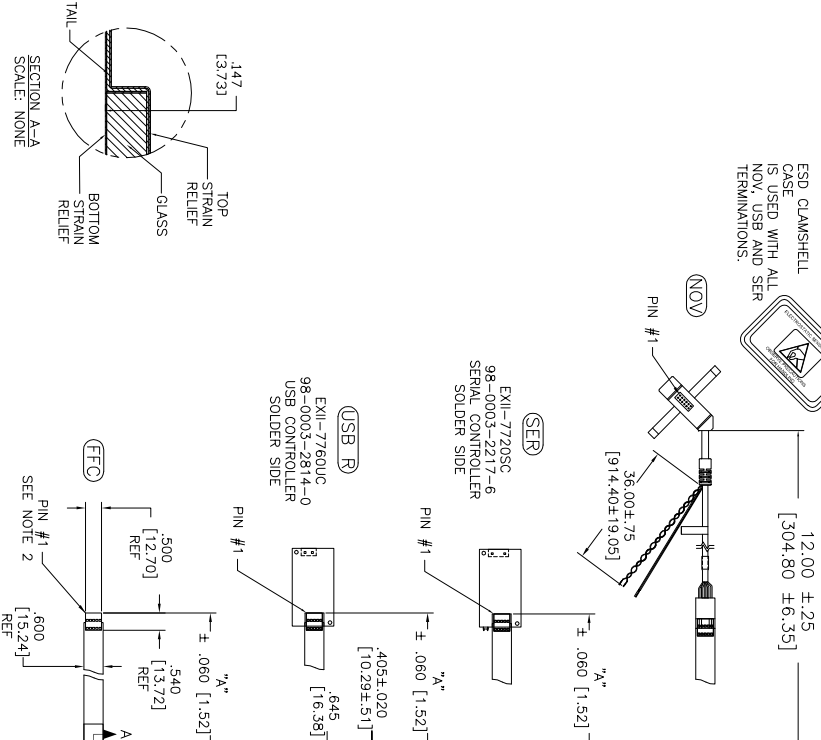 ESD CLAMSHELL
CASE
IS USED WITH ALL
NOV, USB AND SER
TERMINATIONS.
NOV
PIN #1
12.00 ±.25
[304.80 ±6.35]
36.00±.75
[914.40±19.05]
.147
[3.73]
TAIL
TOP
STRAIN
RELIEF
GLASS
BOTTOM
STRAIN
RELIEF
SECTION A-A
SCALE: NONE
SER
EXII-7720SC
98-0003-2217-6
SERIAL CONTROLLER
SOLDER SIDE
PIN #1
"A"
± .060 [1.52]
USB R
EXII-7760UC
98-0003-2814-0
USB CONTROLLER
SOLDER SIDE
PIN #1
"A"
± .060 [1.52]
.405±.020
[10.29±.51]
.645
[16.38]
FFC
.500
[12.70]
REF
PIN #1
SEE NOTE 2
"A"
± .060 [1.52]
.540
[13.72]
REF
.600
[15.24]
REF
A